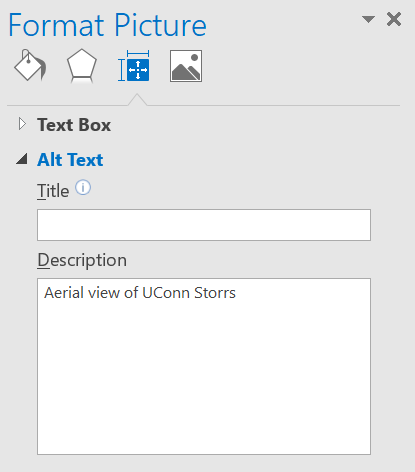 Format Picture
Text Box
Alt Text
Title
Description
Aerial view of UConn Storrs